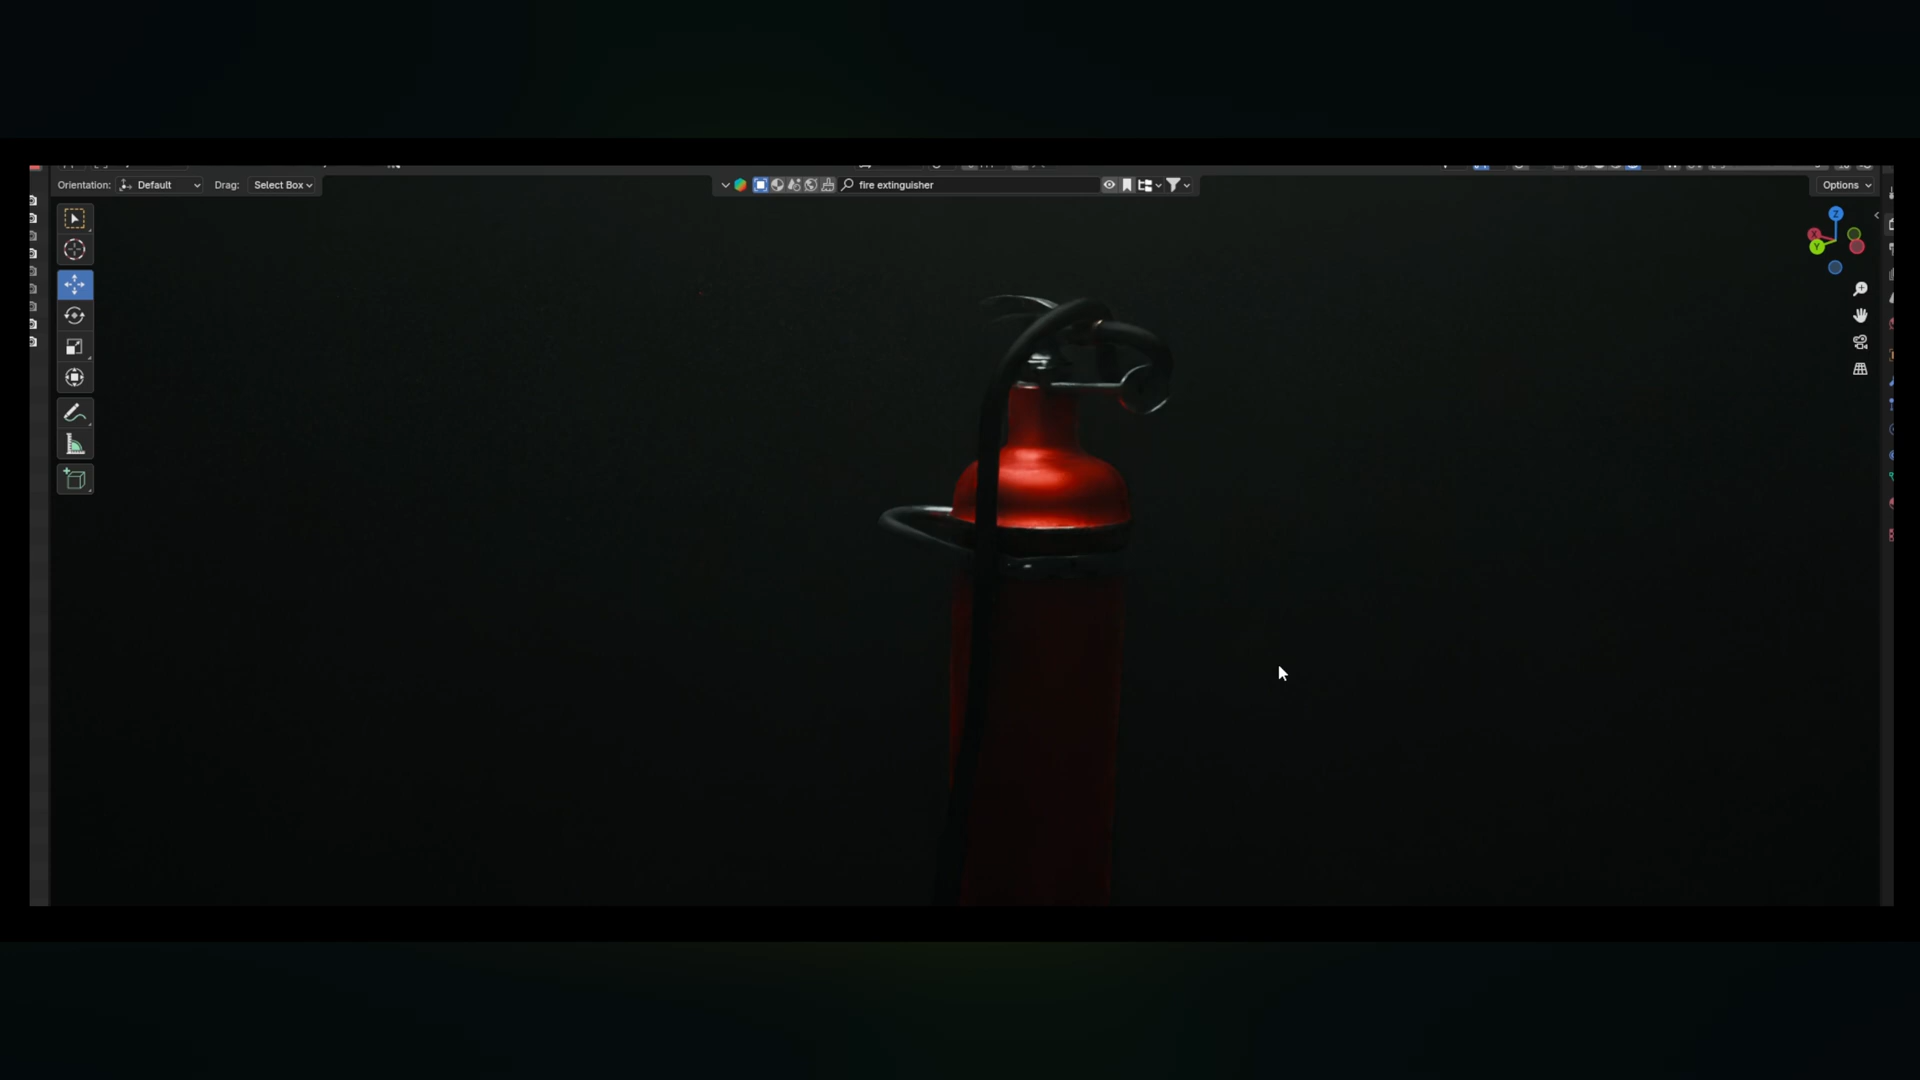 Orientation: Default Drag: Select Box fire extinguisher Options
Z
X
Y